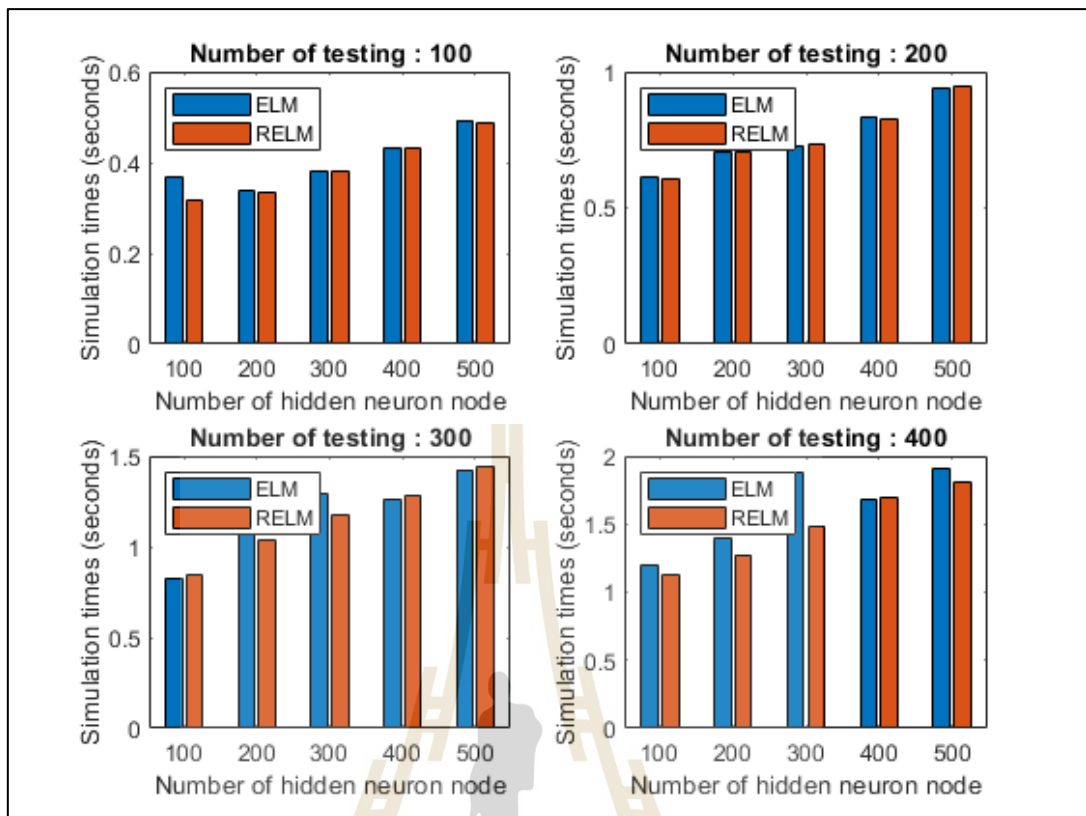 Number of testing : 100
Simulation times (seconds)
0.6
0.4
0.2
0
ELM
RELM
100 200 300 400 500
Number of hidden neuron node
Number of testing : 200
Simulation times (seconds)
1
0.5
0
ELM
RELM
100 200 300 400 500
Number of hidden neuron node
Number of testing : 300
Simulation times (seconds)
1.5
1
0.5
0
ELM
RELM
100 200 300 400 500
Number of hidden neuron node
Number of testing : 400
Simulation times (seconds)
2
1.5
1
0.5
0
ELM
RELM
100 200 300 400 500
Number of hidden neuron node